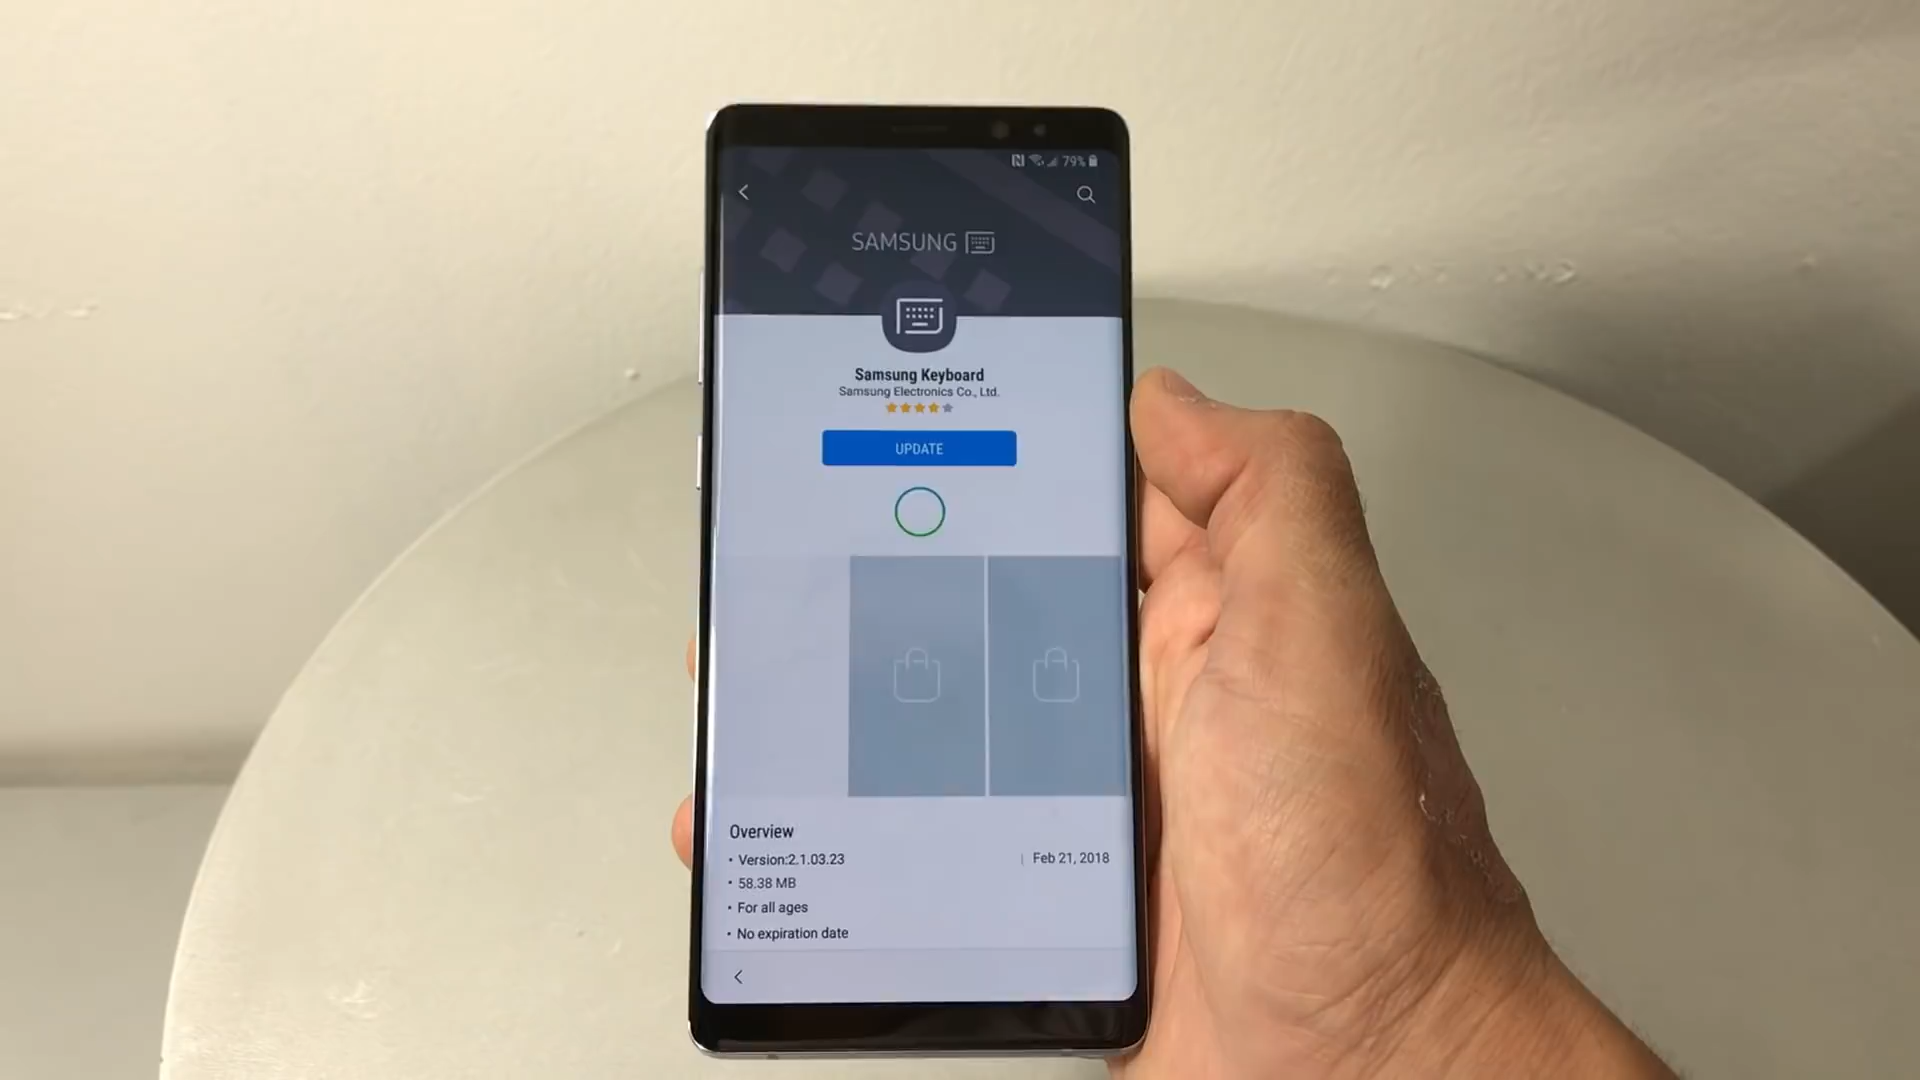 79%
SAMSUNG
Samsung Keyboard
Samsung Electronics Co., Ltd.
UPDATE
Overview
• Version:2.1.03.23 | Feb 21, 2018
• 58.38 MB
• For all ages
• No expiration date